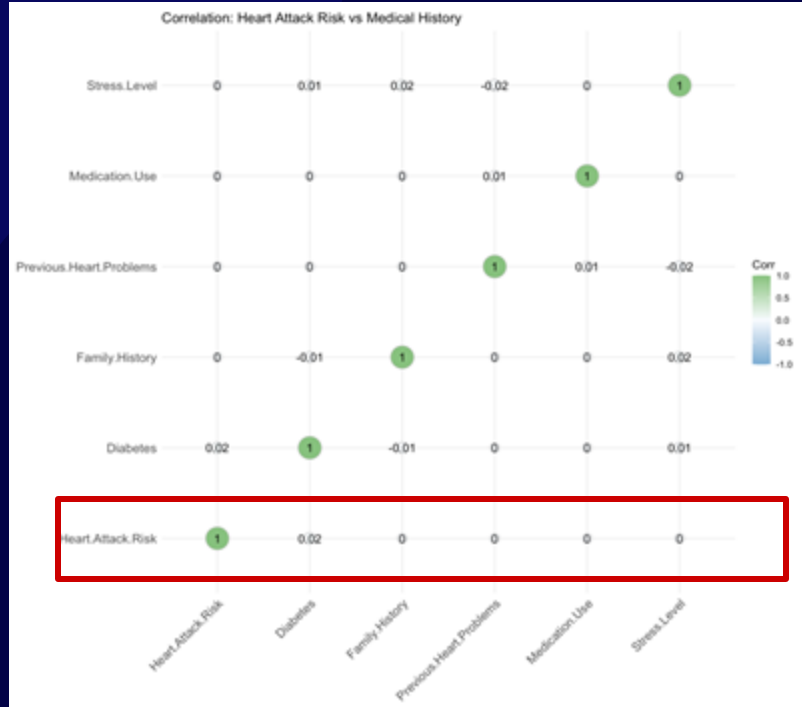 Correlation: Heart Attack Risk vs Medical History
Stress.Level 0 0.01 0.02 -0.02 0 1
Medication.Use 0 0 0 0.01 1 0
Previous.Heart.Problems 0 0 0 1 0.01 -0.02
Family.History 0 -0.01 1 0 0 0.02
Diabetes 0.02 1 -0.01 0 0 0.01
Heart.Attack.Risk 1 0.02 0 0 0 0
Heart.Attack.Risk Diabetes Family.History Previous.Heart.Problems Medication.Use Stress.Level
Corr
1.0
0.5
0.0
-0.5
-1.0